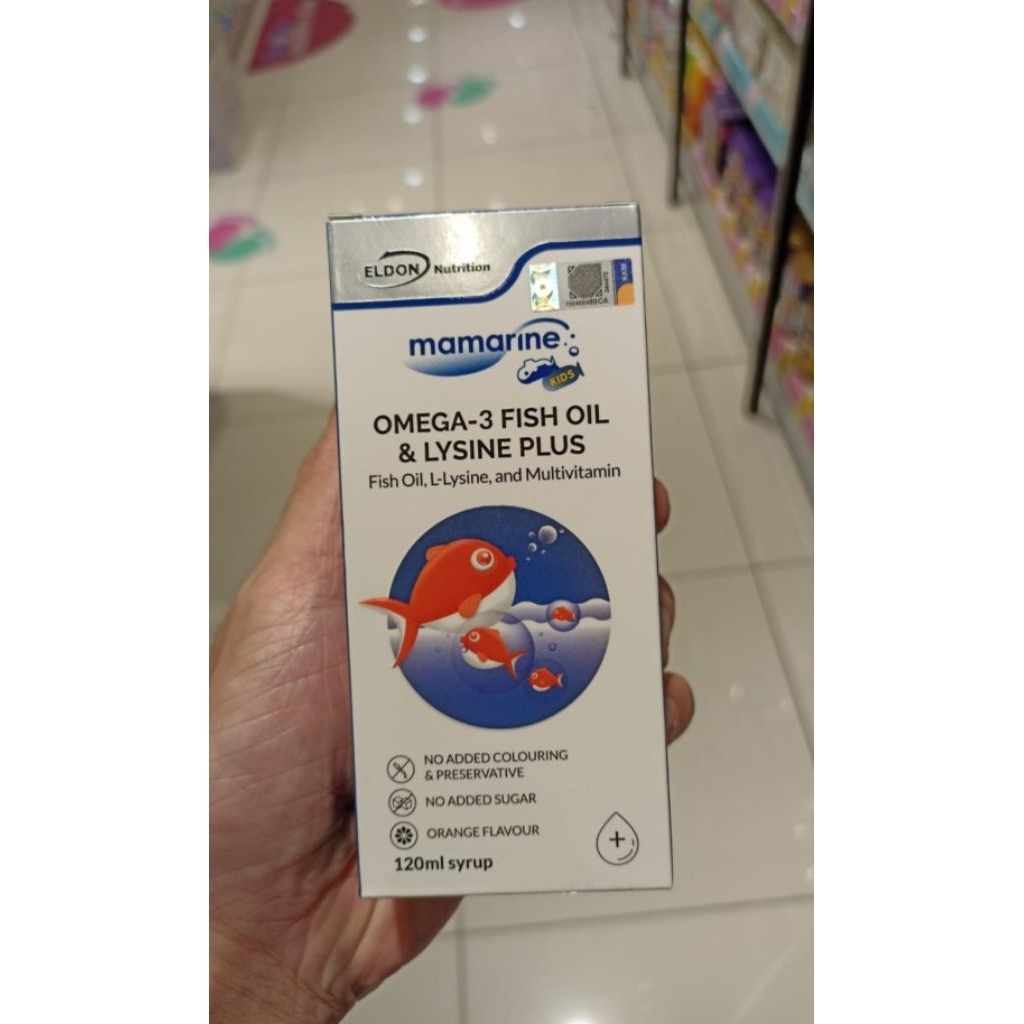 ELDON Nutrition
KKM
mamarine
KIDS
OMEGA-3 FISH OIL
& LYSINE PLUS
Fish Oil, L-Lysine, and Multivitamin
NO ADDED COLOURING
& PRESERVATIVE
NO ADDED SUGAR
ORANGE FLAVOUR
120ml syrup